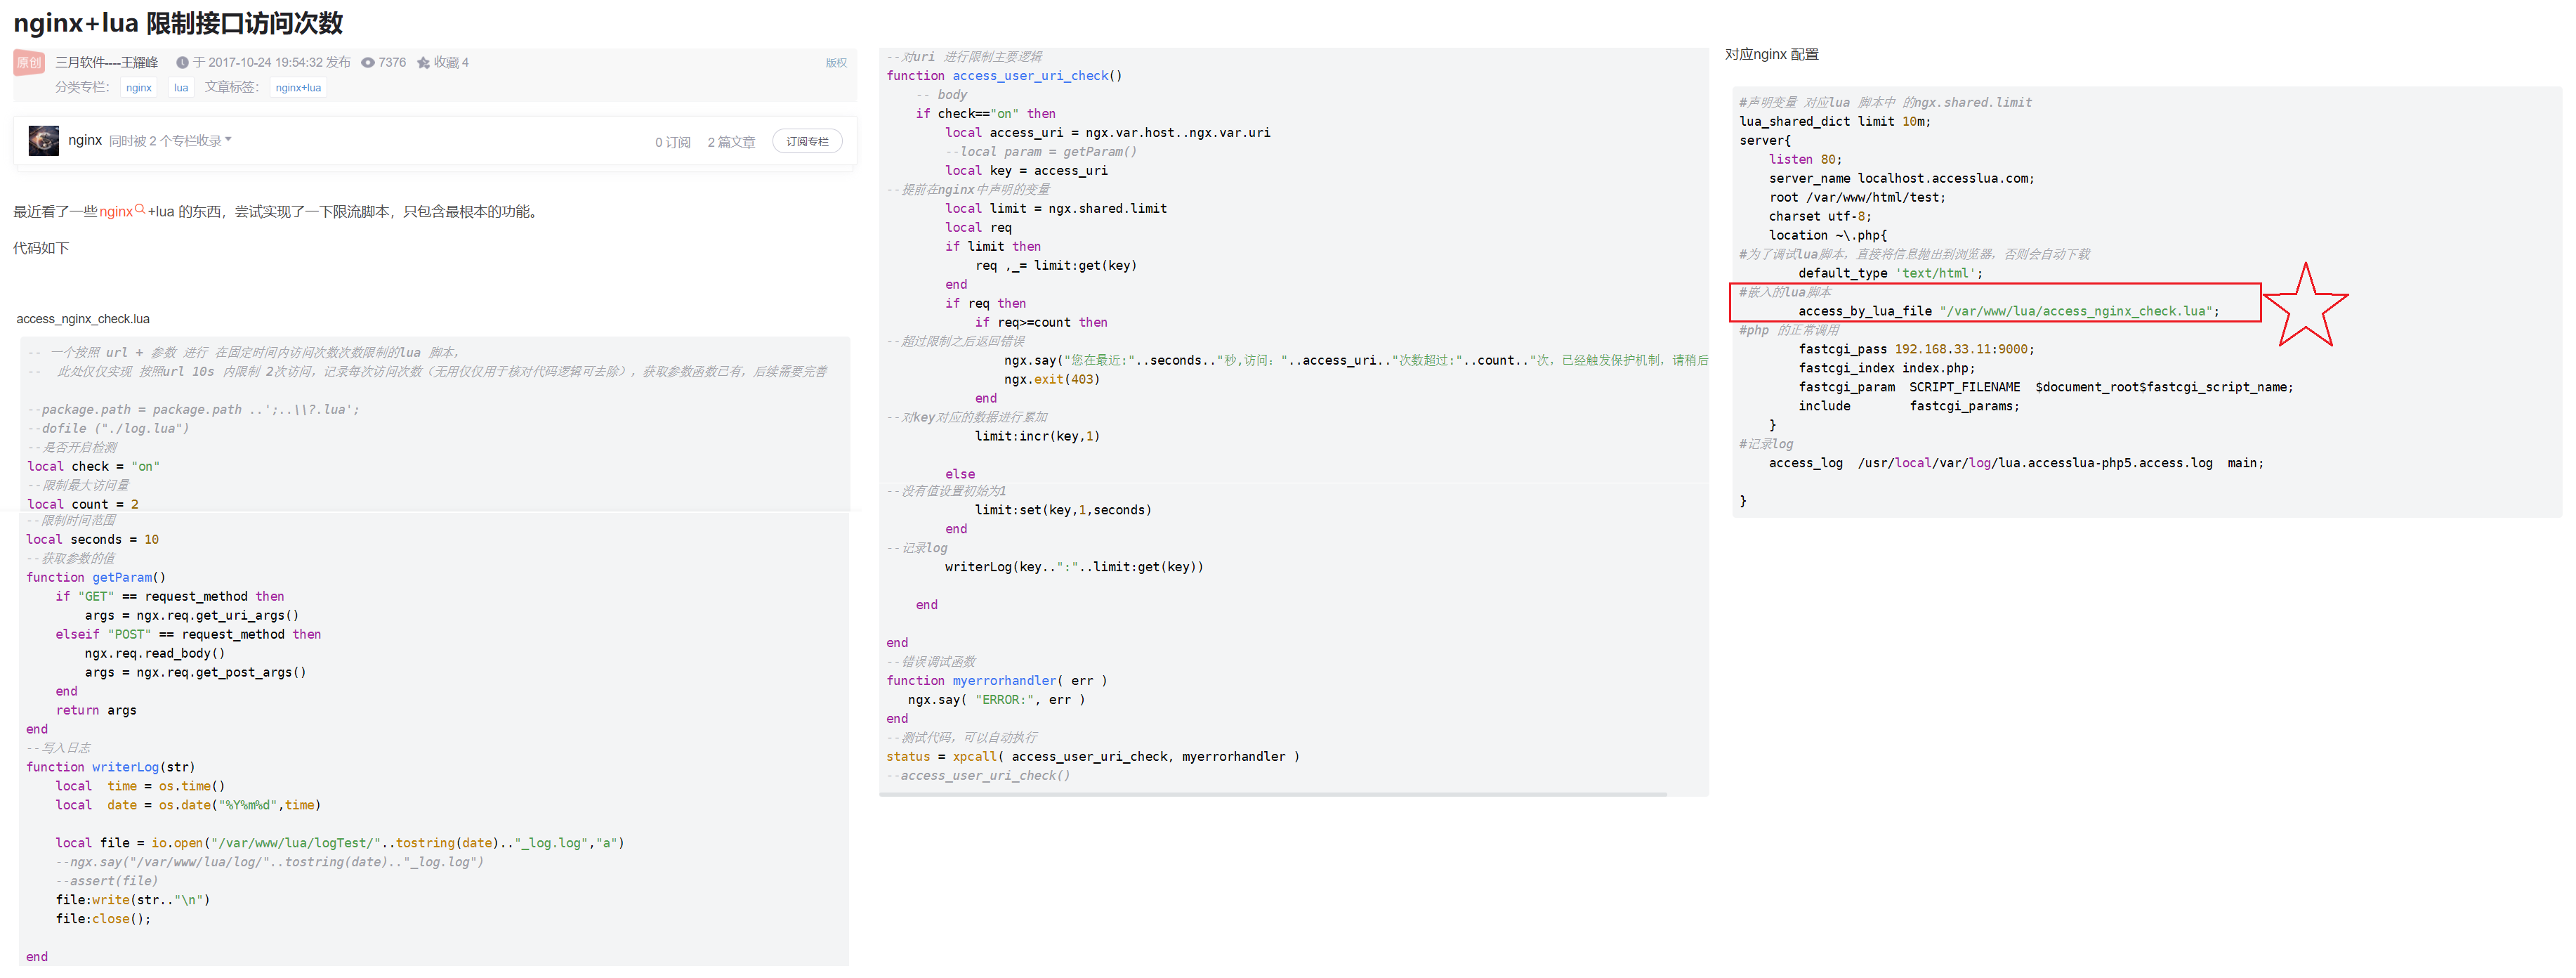 nginx+lua 限制接口访问次数
原创 三月软件----王耀峰 于 2017-10-24 19:54:32 发布 7376 收藏 4 版权
分类专栏： nginx lua 文章标签： nginx+lua
nginx 同时被 2 个专栏收录 0 订阅 2 篇文章 订阅专栏
最近看了一些nginx+lua 的东西，尝试实现了一下限流脚本，只包含最根本的功能。
代码如下
access_nginx_check.lua
-- 一个按照 url + 参数 进行 在固定时间内访问次数次数限制的lua 脚本，
-- 此处仅仅实现 按照url 10s 内限制 2次访问，记录每次访问次数（无用仅仅用于核对代码逻辑可去除），获取参数函数已有，后续需要完善
--package.path = package.path ..';..\\?.lua';
--dofile ("./log.lua")
--是否开启检测
local check = "on"
--限制最大访问量
local count = 2
--限制时间范围
local seconds = 10
--获取参数的值
function getParam()
if "GET" == request_method then
args = ngx.req.get_uri_args()
elseif "POST" == request_method then
ngx.req.read_body()
args = ngx.req.get_post_args()
end
return args
end
--写入日志
function writerLog(str)
local time = os.time()
local date = os.date("%Y%m%d",time)
local file = io.open("/var/www/lua/logTest/"..tostring(date).."_log.log","a")
--ngx.say("/var/www/lua/log/"..tostring(date).."_log.log")
--assert(file)
file:write(str.."\n")
file:close();
end
--对uri 进行限制主要逻辑
function access_user_uri_check()
-- body
if check=="on" then
local access_uri = ngx.var.host..ngx.var.uri
--local param = getParam()
local key = access_uri
--提前在nginx中声明的变量
local limit = ngx.shared.limit
local req
if limit then
req ,_= limit:get(key)
end
if req then
if req>=count then
--超过限制之后返回错误
ngx.say("您在最近:"..seconds.."秒,访问："..access_uri.."次数超过:"..count.."次，已经触发保护机制，请稍后
ngx.exit(403)
end
--对key对应的数据进行累加
limit:incr(key,1)
else
--没有值设置初始为1
limit:set(key,1,seconds)
end
--记录log
writerLog(key..":"..limit:get(key))
end
end
--错误调试函数
function myerrorhandler( err )
ngx.say( "ERROR:", err )
end
--测试代码，可以自动执行
status = xpcall( access_user_uri_check, myerrorhandler )
--access_user_uri_check()
对应nginx 配置
#声明变量 对应lua 脚本中 的ngx.shared.limit
lua_shared_dict limit 10m;
server{
listen 80;
server_name localhost.accesslua.com;
root /var/www/html/test;
charset utf-8;
location ~\.php{
#为了调试lua脚本，直接将信息抛出到浏览器，否则会自动下载
default_type 'text/html';
#嵌入的lua脚本
access_by_lua_file "/var/www/lua/access_nginx_check.lua";
#php 的正常调用
fastcgi_pass 192.168.33.11:9000;
fastcgi_index index.php;
fastcgi_param SCRIPT_FILENAME $document_root$fastcgi_script_name;
include fastcgi_params;
}
#记录log
access_log /usr/local/var/log/lua.accesslua-php5.access.log main;
}